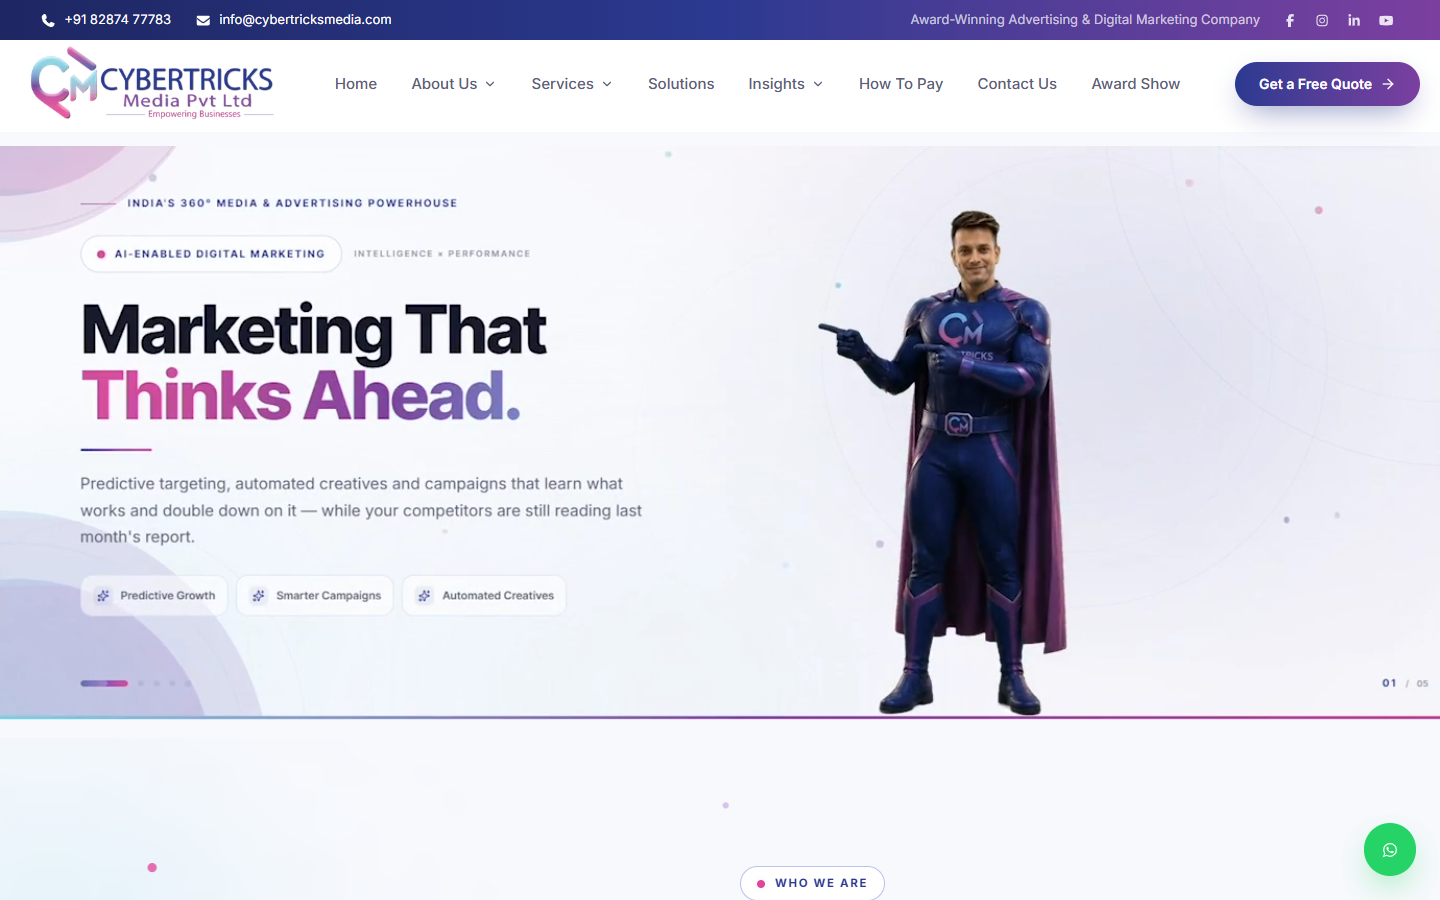 +91 82874 77783
info@cybertricksmedia.com
Award-Winning Advertising & Digital Marketing Company
CM CYBERTRICKS
Media Pvt Ltd
Empowering Businesses
Home
About Us
Services
Solutions
Insights
How To Pay
Contact Us
Award Show
Get a Free Quote
INDIA'S 360° MEDIA & ADVERTISING POWERHOUSE
AI-ENABLED DIGITAL MARKETING
INTELLIGENCE × PERFORMANCE
Marketing That
Thinks Ahead.
Predictive targeting, automated creatives and campaigns that learn what
works and double down on it — while your competitors are still reading last
month's report.
Predictive Growth
Smarter Campaigns
Automated Creatives
CM
TRICKS
CM
01 / 05
WHO WE ARE